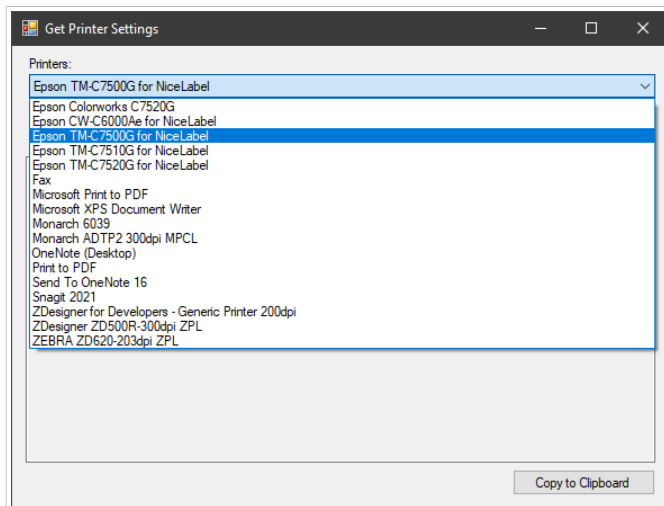 Get Printer Settings
Printers:
Epson TM-C7500G for NiceLabel
Epson Colorworks C7520G
Epson CW-C6000Ae for NiceLabel
Epson TM-C7500G for NiceLabel
Epson TM-C7510G for NiceLabel
Epson TM-C7520G for NiceLabel
Fax
Microsoft Print to PDF
Microsoft XPS Document Writer
Monarch 6039
Monarch ADTP2 300dpi MPCL
OneNote (Desktop)
Print to PDF
Send To OneNote 16
Snagit 2021
ZDesigner for Developers - Generic Printer 200dpi
ZDesigner ZD500R-300dpi ZPL
ZEBRA ZD620-203dpi ZPL
Copy to Clipboard